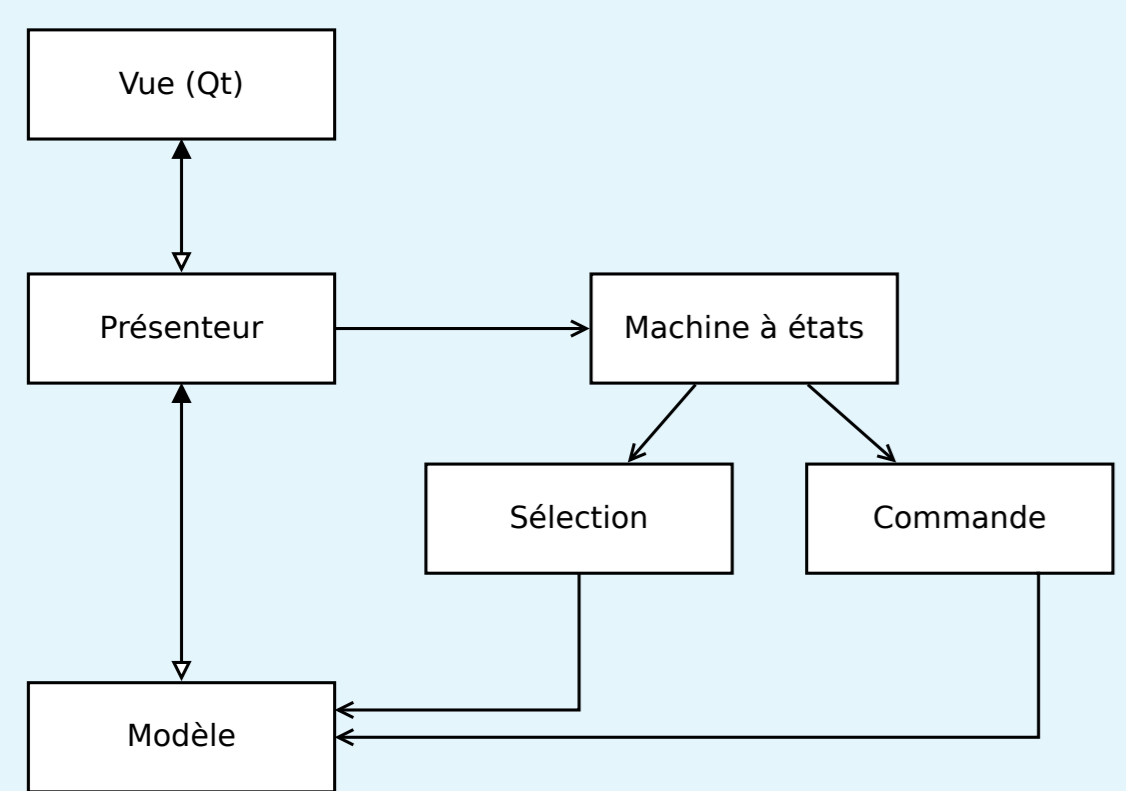 Vue (Qt)
Présenteur
Machine à états
Sélection
Commande
Modèle